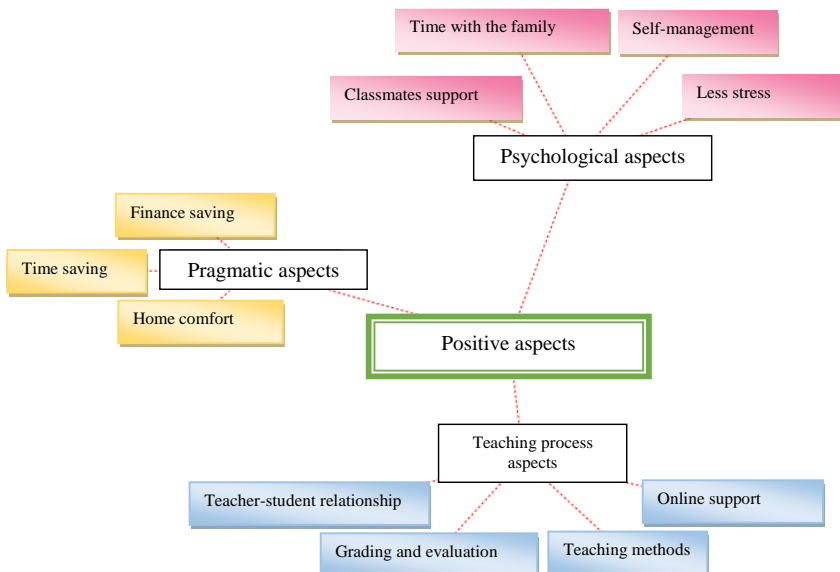 Time with the family
Self-management
Classmates support
Less stress
Psychological aspects
Finance saving
Time saving
Pragmatic aspects
Home comfort
Positive aspects
Teaching process
aspects
Teacher-student relationship
Online support
Grading and evaluation
Teaching methods